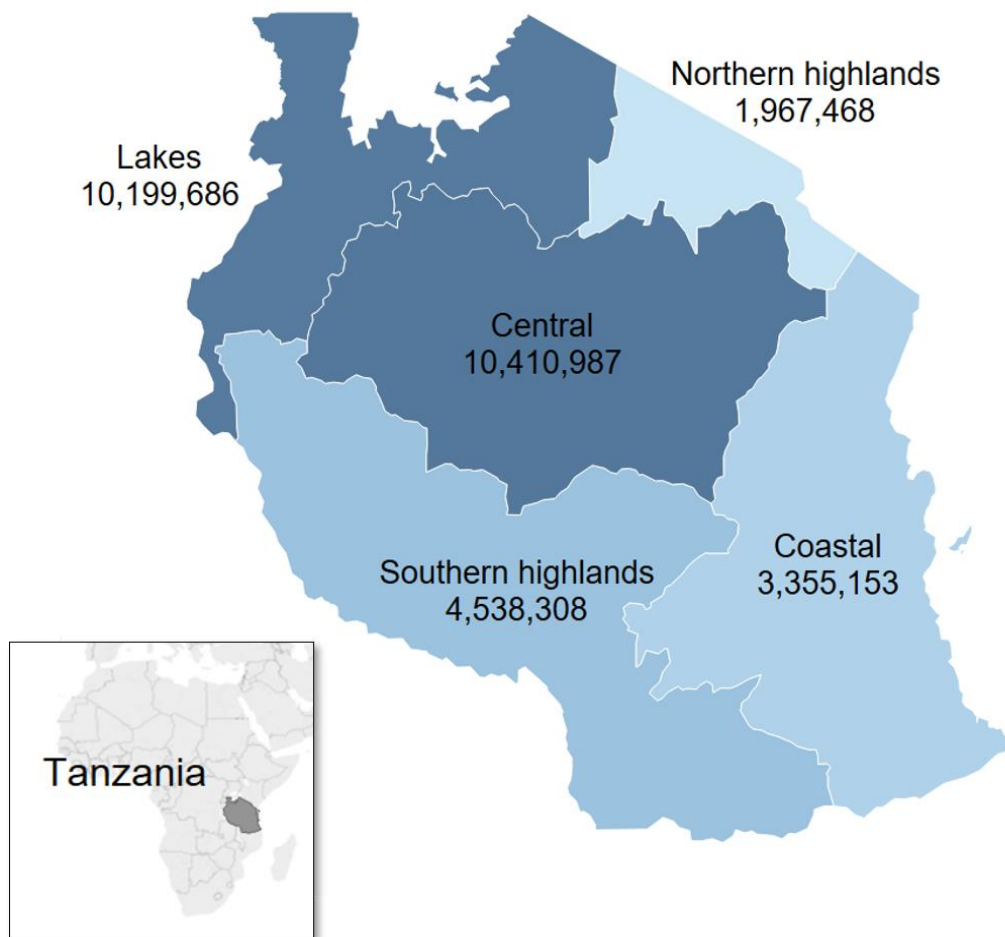 Northern highlands
1,967,468
Lakes
10,199,686
Central
10,410,987
Southern highlands
4,538,308
Coastal
3,355,153
Tanzania